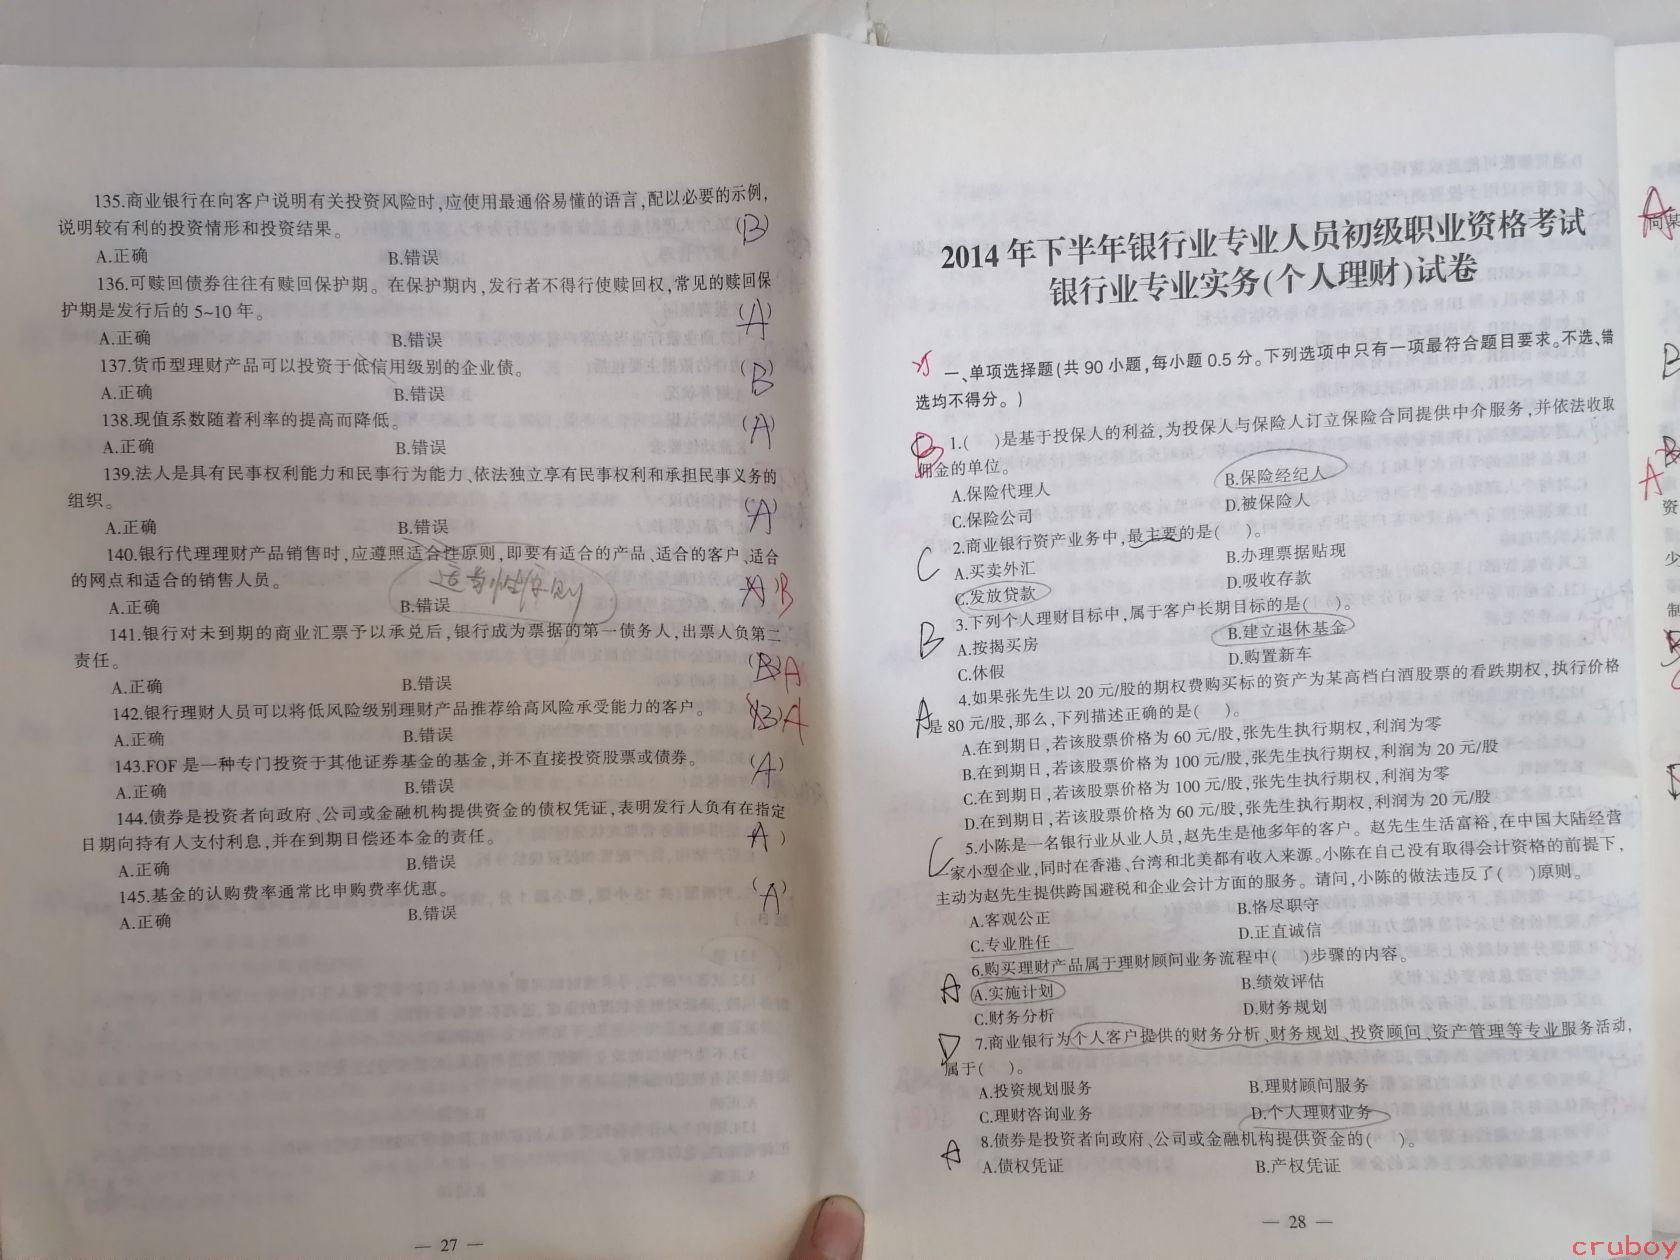 135.商业银行在向客户说明有关投资风险时,应使用最通俗易懂的语言,配以必要的示例,
说明较有利的投资情形和投资结果。 (B)
A.正确 B.错误
136.可赎回债券往往有赎回保护期。在保护期内,发行者不得行使赎回权,常见的赎回保
护期是发行后的 5~10 年。 (A)
A.正确 B.错误
137.货币型理财产品可以投资于低信用级别的企业债。 (B)
A.正确 B.错误
138.现值系数随着利率的提高而降低。 (A)
A.正确 B.错误
139.法人是具有民事权利能力和民事行为能力、依法独立享有民事权利和承担民事义务的
组织。 (A)
A.正确 B.错误
140.银行代理理财产品销售时,应遵照适合性原则,即要有适合的产品、适合的客户、适合
的网点和适合的销售人员。 适当性原则 (A) B
A.正确 B.错误
141.银行对未到期的商业汇票予以承兑后,银行成为票据的第一债务人,出票人负第二
责任。 (B) A
A.正确 B.错误
142.银行理财人员可以将低风险级别理财产品推荐给高风险承受能力的客户。 (B) A
A.正确 B.错误
143.FOF 是一种专门投资于其他证券基金的基金,并不直接投资股票或债券。 (A)
A.正确 B.错误
144.债券是投资者向政府、公司或金融机构提供资金的债权凭证,表明发行人负有在指定
日期向持有人支付利息,并在到期日偿还本金的责任。 (A)
A.正确 B.错误
145.基金的认购费率通常比申购费率优惠。 (A)
A.正确 B.错误
— 27 —
2014 年下半年银行业专业人员初级职业资格考试
银行业专业实务(个人理财)试卷
一、单项选择题(共 90 小题,每小题 0.5 分。下列选项中只有一项最符合题目要求。不选、错
选均不得分。)
B 1.( )是基于投保人的利益,为投保人与保险人订立保险合同提供中介服务,并依法收取
佣金的单位。
A.保险代理人 B.保险经纪人
C.保险公司 D.被保险人
C 2.商业银行资产业务中,最主要的是( )。
A.买卖外汇 B.办理票据贴现
C.发放贷款 D.吸收存款
B 3.下列个人理财目标中,属于客户长期目标的是( )。
A.按揭买房 B.建立退休基金
C.休假 D.购置新车
A 4.如果张先生以 20 元/股的期权费购买标的资产为某高档白酒股票的看跌期权,执行价格
是 80 元/股,那么,下列描述正确的是( )。
A.在到期日,若该股票价格为 60 元/股,张先生执行期权,利润为零
B.在到期日,若该股票价格为 100 元/股,张先生执行期权,利润为 20 元/股
C.在到期日,若该股票价格为 100 元/股,张先生执行期权,利润为零
D.在到期日,若该股票价格为 60 元/股,张先生执行期权,利润为 20 元/股
C 5.小陈是一名银行业从业人员,赵先生是他多年的客户。赵先生生活富裕,在中国大陆经营
一家小型企业,同时在香港、台湾和北美都有收入来源。小陈在自己没有取得会计资格的前提下,
主动为赵先生提供跨国避税和企业会计方面的服务。请问,小陈的做法违反了( )原则。
A.客观公正 B.恪尽职守
C.专业胜任 D.正直诚信
6.购买理财产品属于理财顾问业务流程中( )步骤的内容。
A A.实施计划 B.绩效评估
C.财务分析 D.财务规划
D 7.商业银行为个人客户提供的财务分析、财务规划、投资顾问、资产管理等专业服务活动,
属于( )。
A.投资规划服务 B.理财顾问服务
C.理财咨询业务 D.个人理财业务
A 8.债券是投资者向政府、公司或金融机构提供资金的( )。
A.债权凭证 B.产权凭证
— 28 —
cruboy